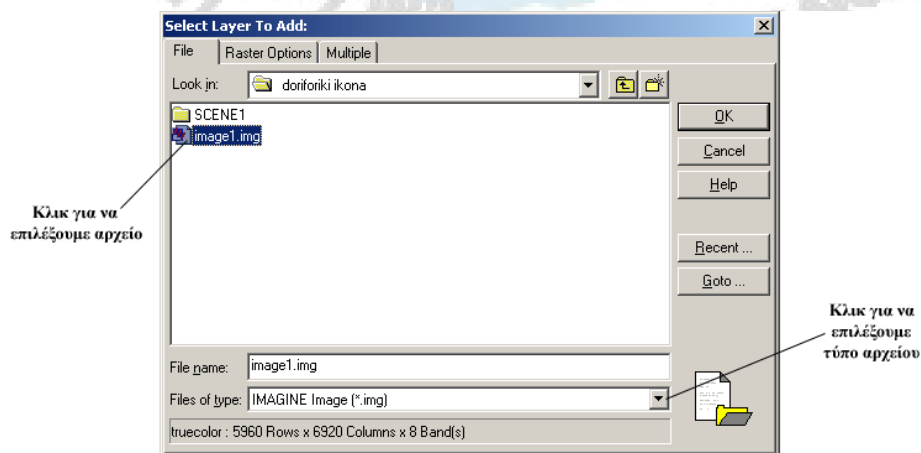 Select Layer To Add:
File Raster Options Multiple
Look in: doriforiki ikona
SCENE1
image1.img
OK
Cancel
Help
Recent ...
Goto ...
Κλικ για να
επιλέξουμε αρχείο
Κλικ για να
επιλέξουμε
τύπο αρχείου
File name: image1.img
Files of type: IMAGINE Image (*.img)
truecolor : 5960 Rows x 6920 Columns x 8 Band(s)